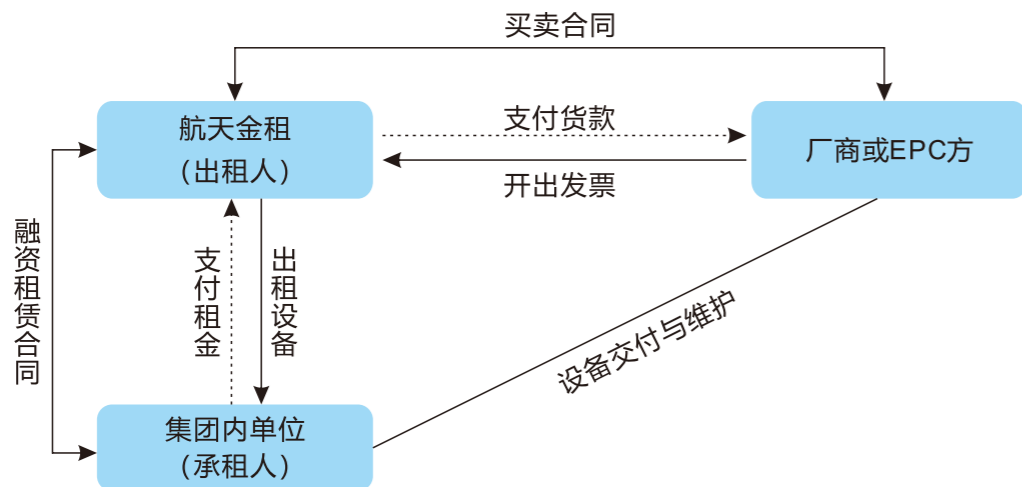 买卖合同
航天金租
(出租人)
支付货款
厂商或EPC方
开出发票
融资租赁合同
支付租金
出租设备
设备交付与维护
集团内单位
(承租人)